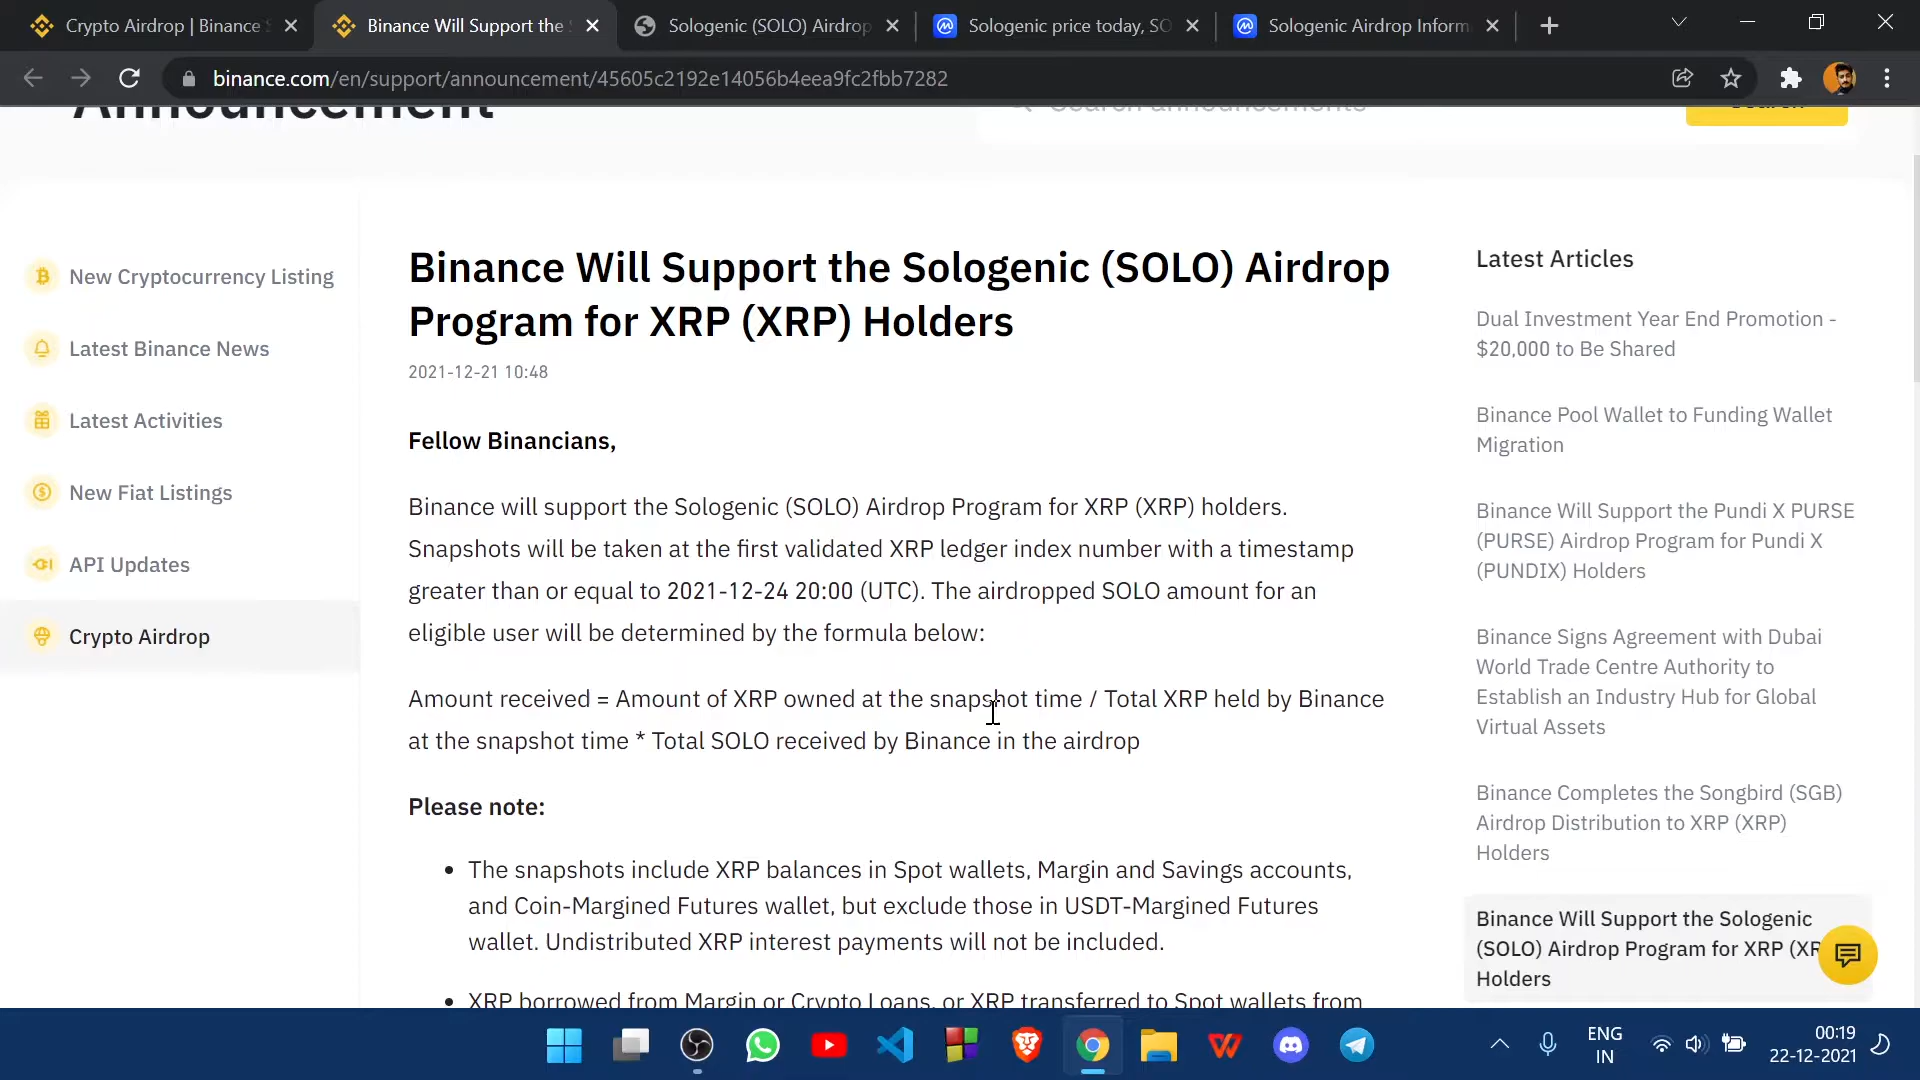 Crypto Airdrop | Binance S
Binance Will Support the S
Sologenic (SOLO) Airdrop
Sologenic price today, SO
Sologenic Airdrop Inform
binance.com/en/support/announcement/45605c2192e14056b4eea9fc2fbb7282
Announcement
Search announcements
Search
New Cryptocurrency Listing
Latest Binance News
Latest Activities
New Fiat Listings
API Updates
Crypto Airdrop
Binance Will Support the Sologenic (SOLO) Airdrop
Program for XRP (XRP) Holders
2021-12-21 10:48
Fellow Binancians,
Binance will support the Sologenic (SOLO) Airdrop Program for XRP (XRP) holders.
Snapshots will be taken at the first validated XRP ledger index number with a timestamp
greater than or equal to 2021-12-24 20:00 (UTC). The airdropped SOLO amount for an
eligible user will be determined by the formula below:
Amount received = Amount of XRP owned at the snapshot time / Total XRP held by Binance
at the snapshot time * Total SOLO received by Binance in the airdrop
Please note:
• The snapshots include XRP balances in Spot wallets, Margin and Savings accounts,
and Coin-Margined Futures wallet, but exclude those in USDT-Margined Futures
wallet. Undistributed XRP interest payments will not be included.
• XRP borrowed from Margin or Crypto Loans, or XRP transferred to Spot wallets from
Latest Articles
Dual Investment Year End Promotion -
$20,000 to Be Shared
Binance Pool Wallet to Funding Wallet
Migration
Binance Will Support the Pundi X PURSE
(PURSE) Airdrop Program for Pundi X
(PUNDIX) Holders
Binance Signs Agreement with Dubai
World Trade Centre Authority to
Establish an Industry Hub for Global
Virtual Assets
Binance Completes the Songbird (SGB)
Airdrop Distribution to XRP (XRP)
Holders
Binance Will Support the Sologenic
(SOLO) Airdrop Program for XRP (XR
Holders
ENG
IN
00:19
22-12-2021